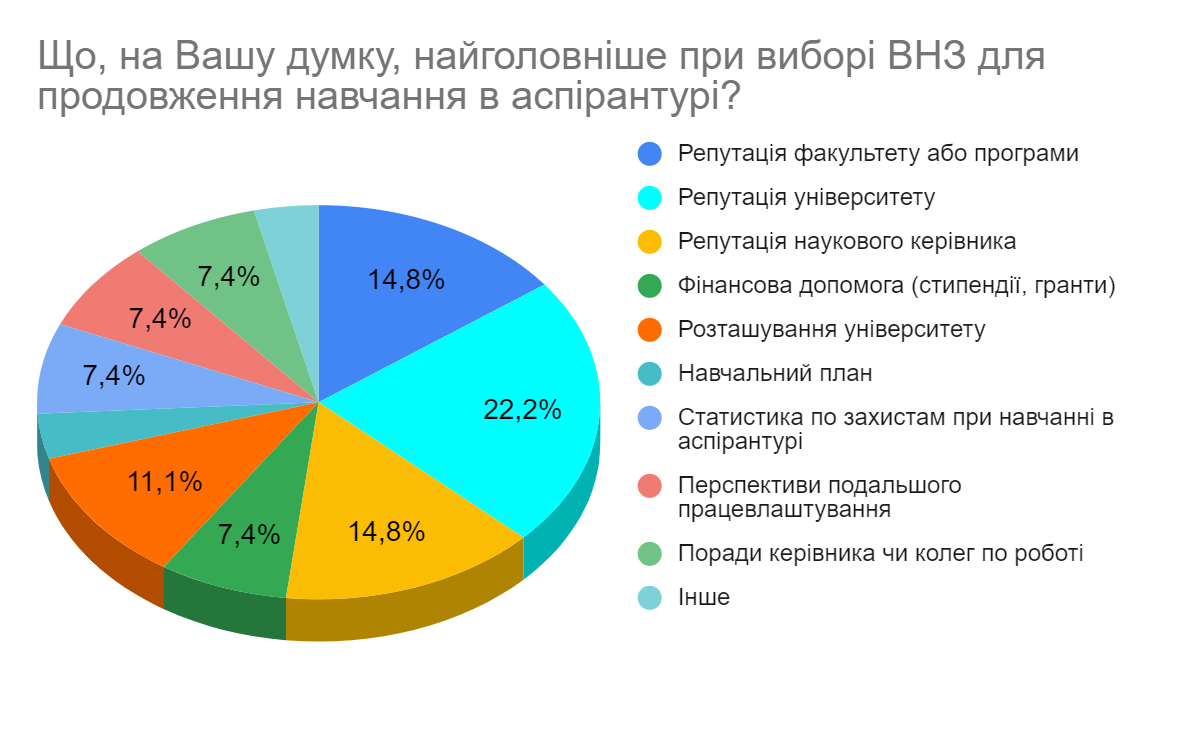 Що, на Вашу думку, найголовніше при виборі ВНЗ для
продовження навчання в аспірантурі?
Репутація факультету або програми
Репутація університету
Репутація наукового керівника
Фінансова допомога (стипендії, гранти)
Розташування університету
Навчальний план
Статистика по захистам при навчанні в
аспірантурі
Перспективи подальшого
працевлаштування
Поради керівника чи колег по роботі
Інше
14,8%
22,2%
14,8%
7,4%
11,1%
7,4%
7,4%
7,4%